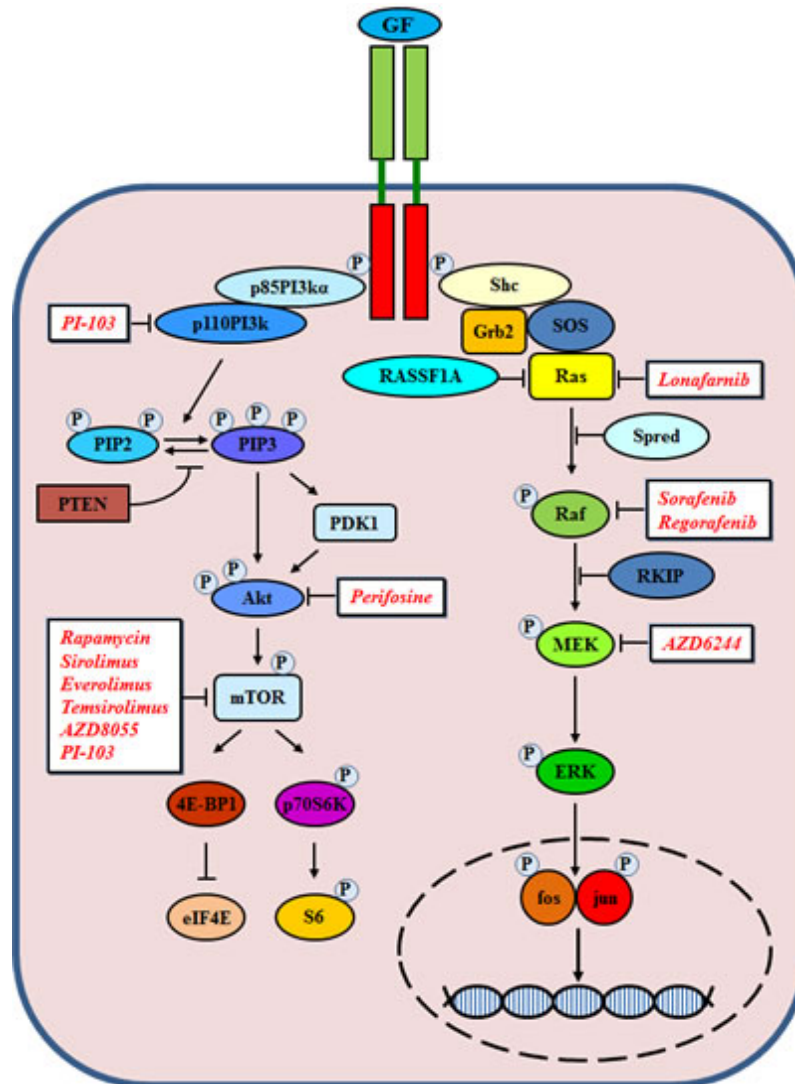 GF
P
P
p85PI3kα
Shc
PI-103
p110PI3k
Grb2
SOS
RASSF1A
Ras
Lonafarnib
P
P
P
P
P
PIP2
PIP3
Spred
PTEN
PDK1
P
Raf
Sorafenib
Regorafenib
P
P
Akt
Perifosine
RKIP
P
MEK
AZD6244
Rapamycin
Sirolimus
Everolimus
Temsirolimus
AZD8055
PI-103
P
mTOR
P
ERK
4E-BP1
P
p70S6K
P
P
fos
jun
eIF4E
P
S6